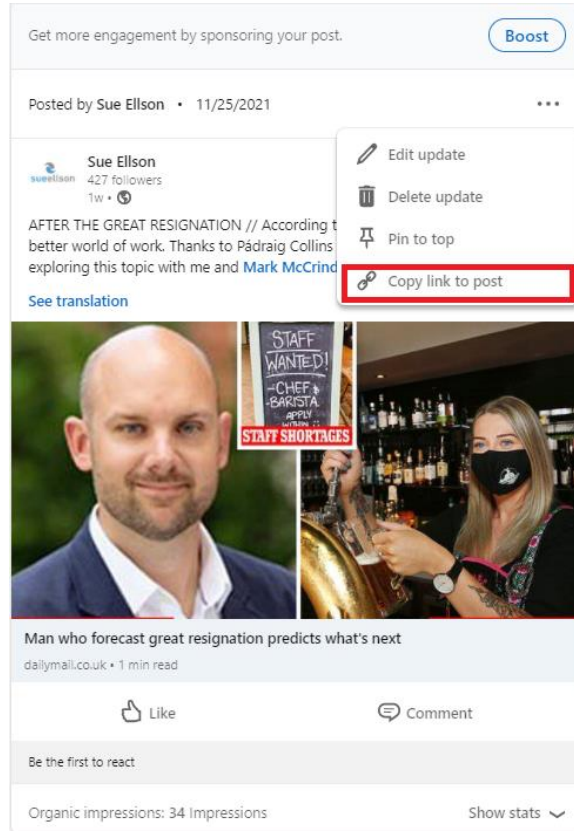 Get more engagement by sponsoring your post.
Boost
Posted by Sue Ellson • 11/25/2021
Edit update
Delete update
Pin to top
Copy link to post
sueellson
Sue Ellson
427 followers
1w •
AFTER THE GREAT RESIGNATION // According t
better world of work. Thanks to Pádraig Collins
exploring this topic with me and Mark McCrind
See translation
STAFF
WANTED!
-CHEF
-BARISTA
APPLY
WITHIN
STAFF SHORTAGES
Man who forecast great resignation predicts what's next
dailymail.co.uk • 1 min read
Like
Comment
Be the first to react
Organic impressions: 34 Impressions
Show stats